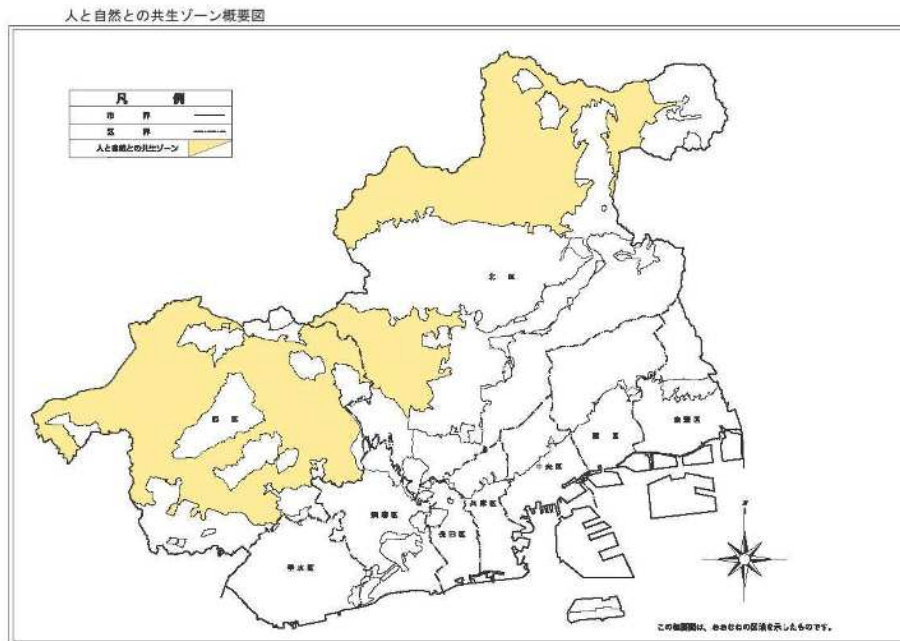 人と自然との共生ゾーン概要図
凡 例
市 界
区 界
人と自然との共生ゾーン
北 区
西 区
東灘区
灘 区
中央区
兵庫区
長田区
須磨区
垂水区
N
この概要図は、おおむねの区域を示したものです。